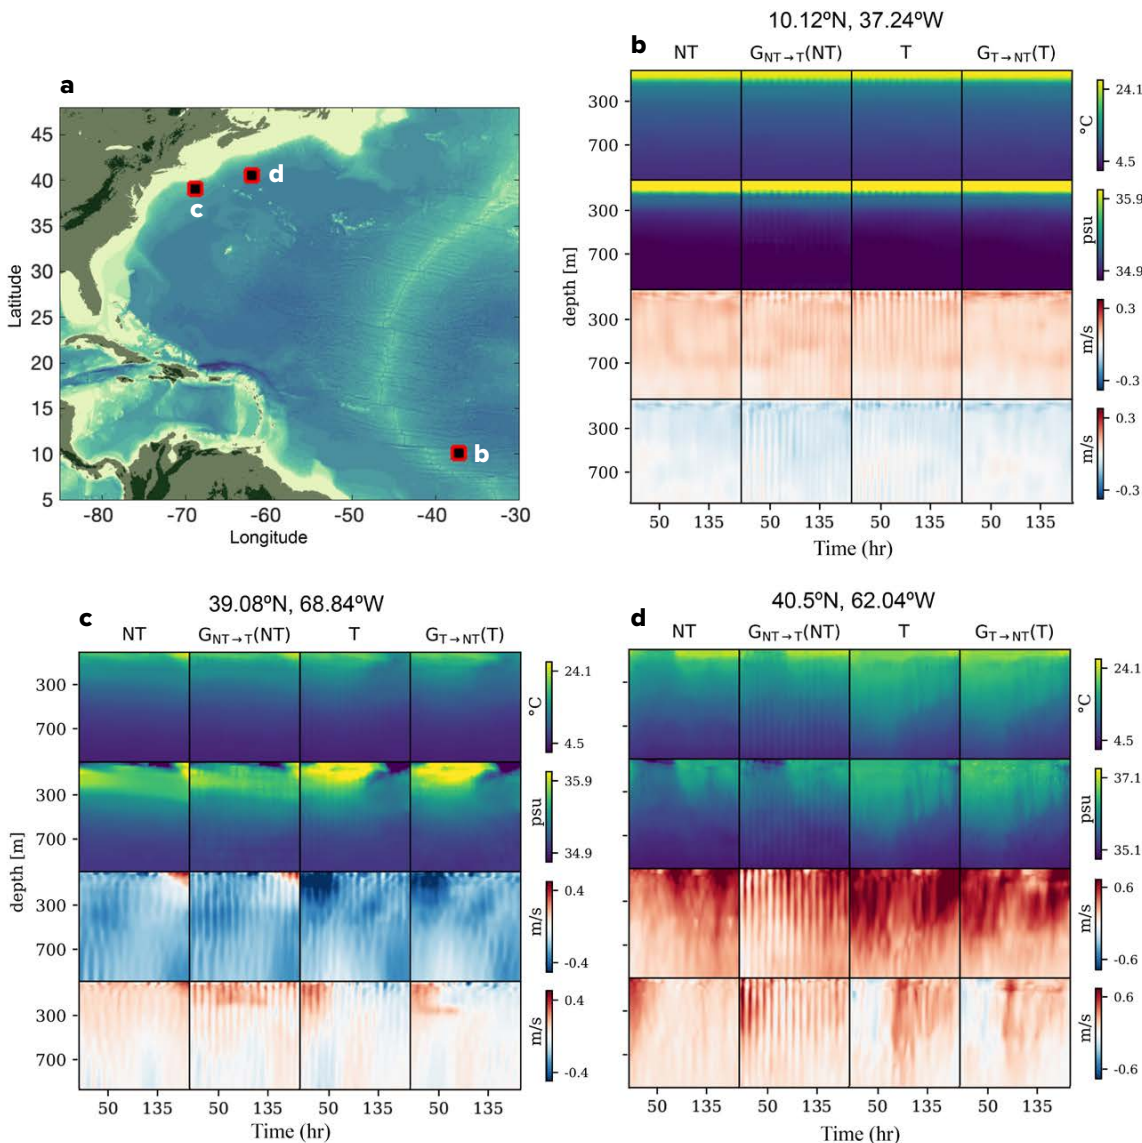 a
45
40
35
30
25
20
15
10
5
Latitude
-80 -70 -60 -50 -40 -30
Longitude
d
c
b
10.12ºN, 37.24ºW
b
NT G_NT→T(NT) T G_T→NT(T)
300
700
24.1
4.5
°C
300
700
35.9
34.9
psu
depth [m]
300
700
0.3
-0.3
m/s
300
700
0.3
-0.3
m/s
50 135 50 135 50 135 50 135
Time (hr)
39.08ºN, 68.84ºW
c
NT G_NT→T(NT) T G_T→NT(T)
300
700
24.1
4.5
°C
300
700
35.9
34.9
psu
depth [m]
300
700
0.4
-0.4
m/s
300
700
0.4
-0.4
m/s
50 135 50 135 50 135 50 135
Time (hr)
40.5ºN, 62.04ºW
d
NT G_NT→T(NT) T G_T→NT(T)
24.1
4.5
°C
37.1
35.1
psu
0.6
-0.6
m/s
0.6
-0.6
m/s
50 135 50 135 50 135 50 135
Time (hr)